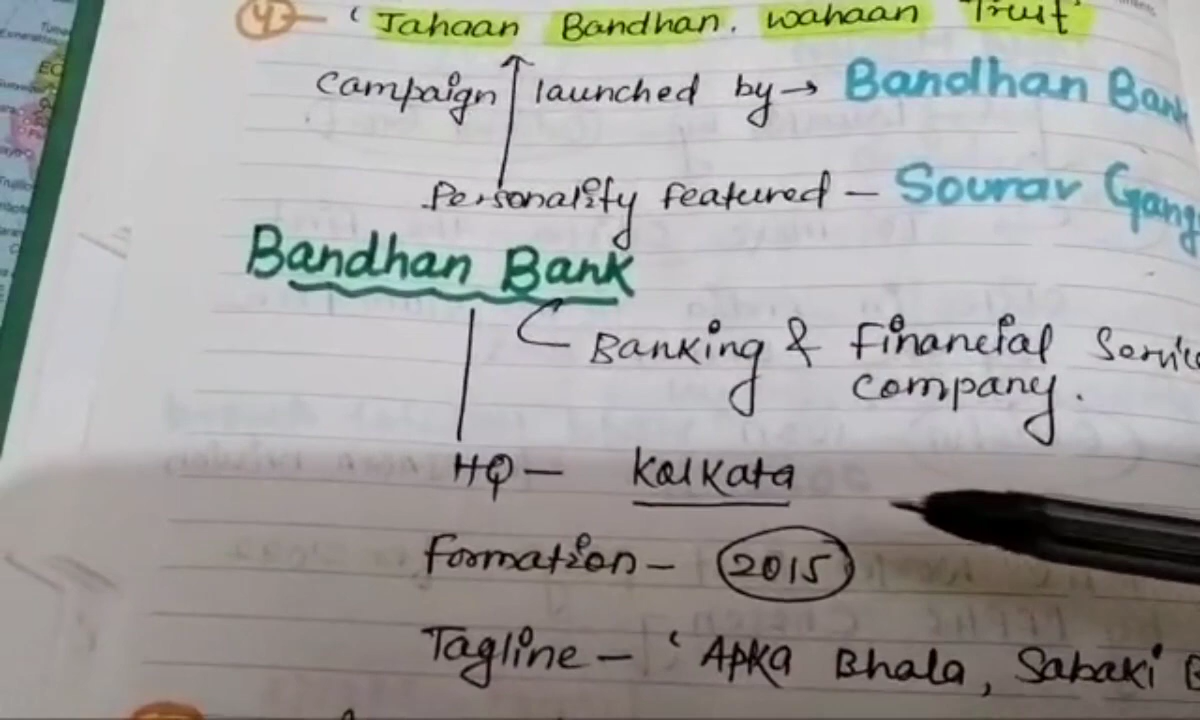 4 - ‘Jahaan Bandhan, Wahaan Trust’
Campaign launched by → Bandhan Bank
Personality featured - Sourav Gang
Bandhan Bank
Banking & Financial Servic
company.
HQ - Kolkata
Formation - 2015
Tagline - ‘Apka Bhala, Sabaki B